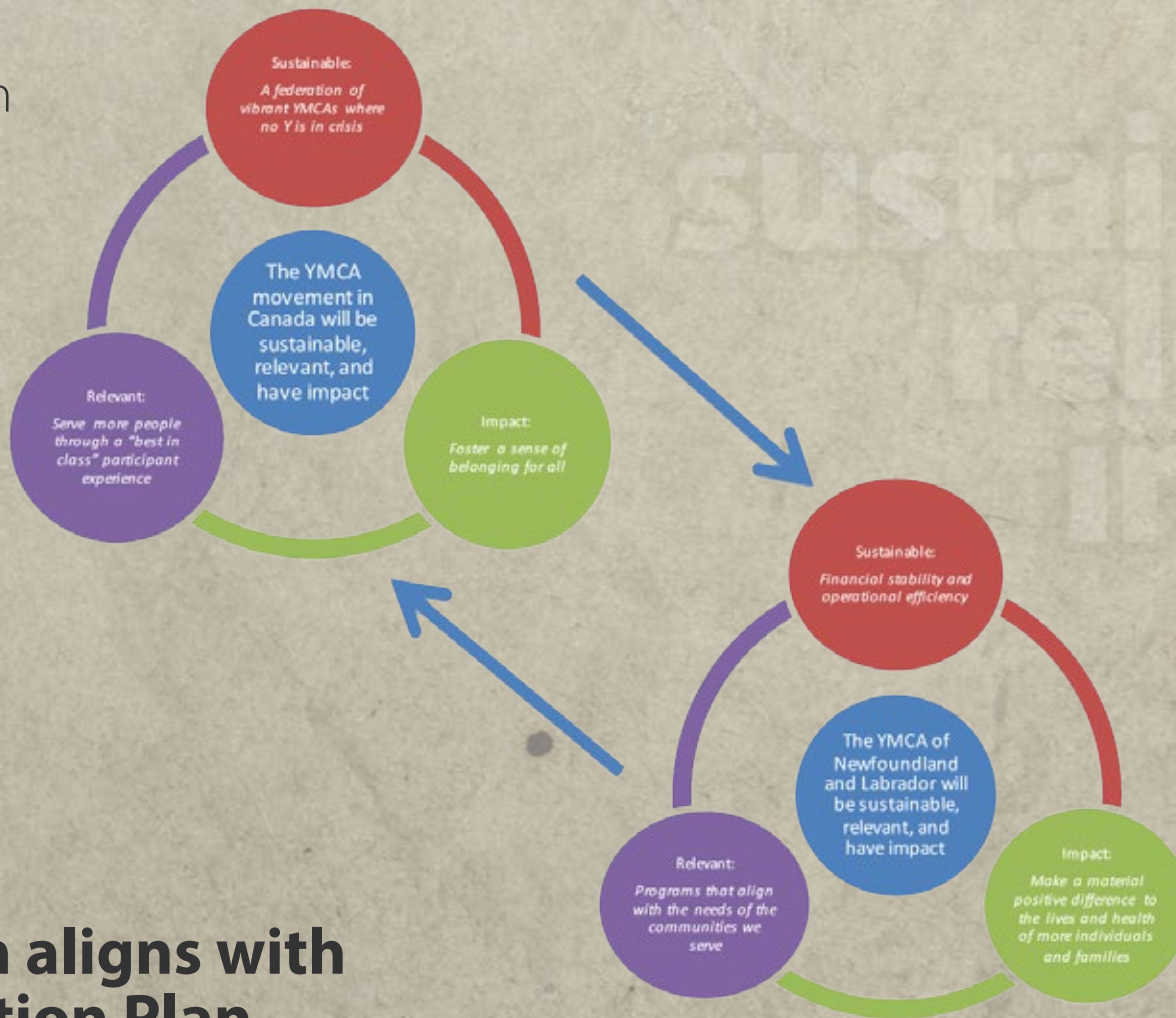 Sustainable:
A federation of
vibrant YMCAs where
no Y is in crisis
The YMCA
movement in
Canada will be
sustainable,
relevant, and
have impact
Relevant:
Serve more people
through a "best in
class" participant
experience
Impact:
Foster a sense of
belonging for all
Sustainable:
Financial stability and
operational efficiency
The YMCA of
Newfoundland
and Labrador will
be sustainable,
relevant, and
have impact
Relevant:
Programs that align
with the needs of the
communities we
serve
Impact:
Make a material
positive difference to
the lives and health
of more individuals
and families
aligns with
Plan